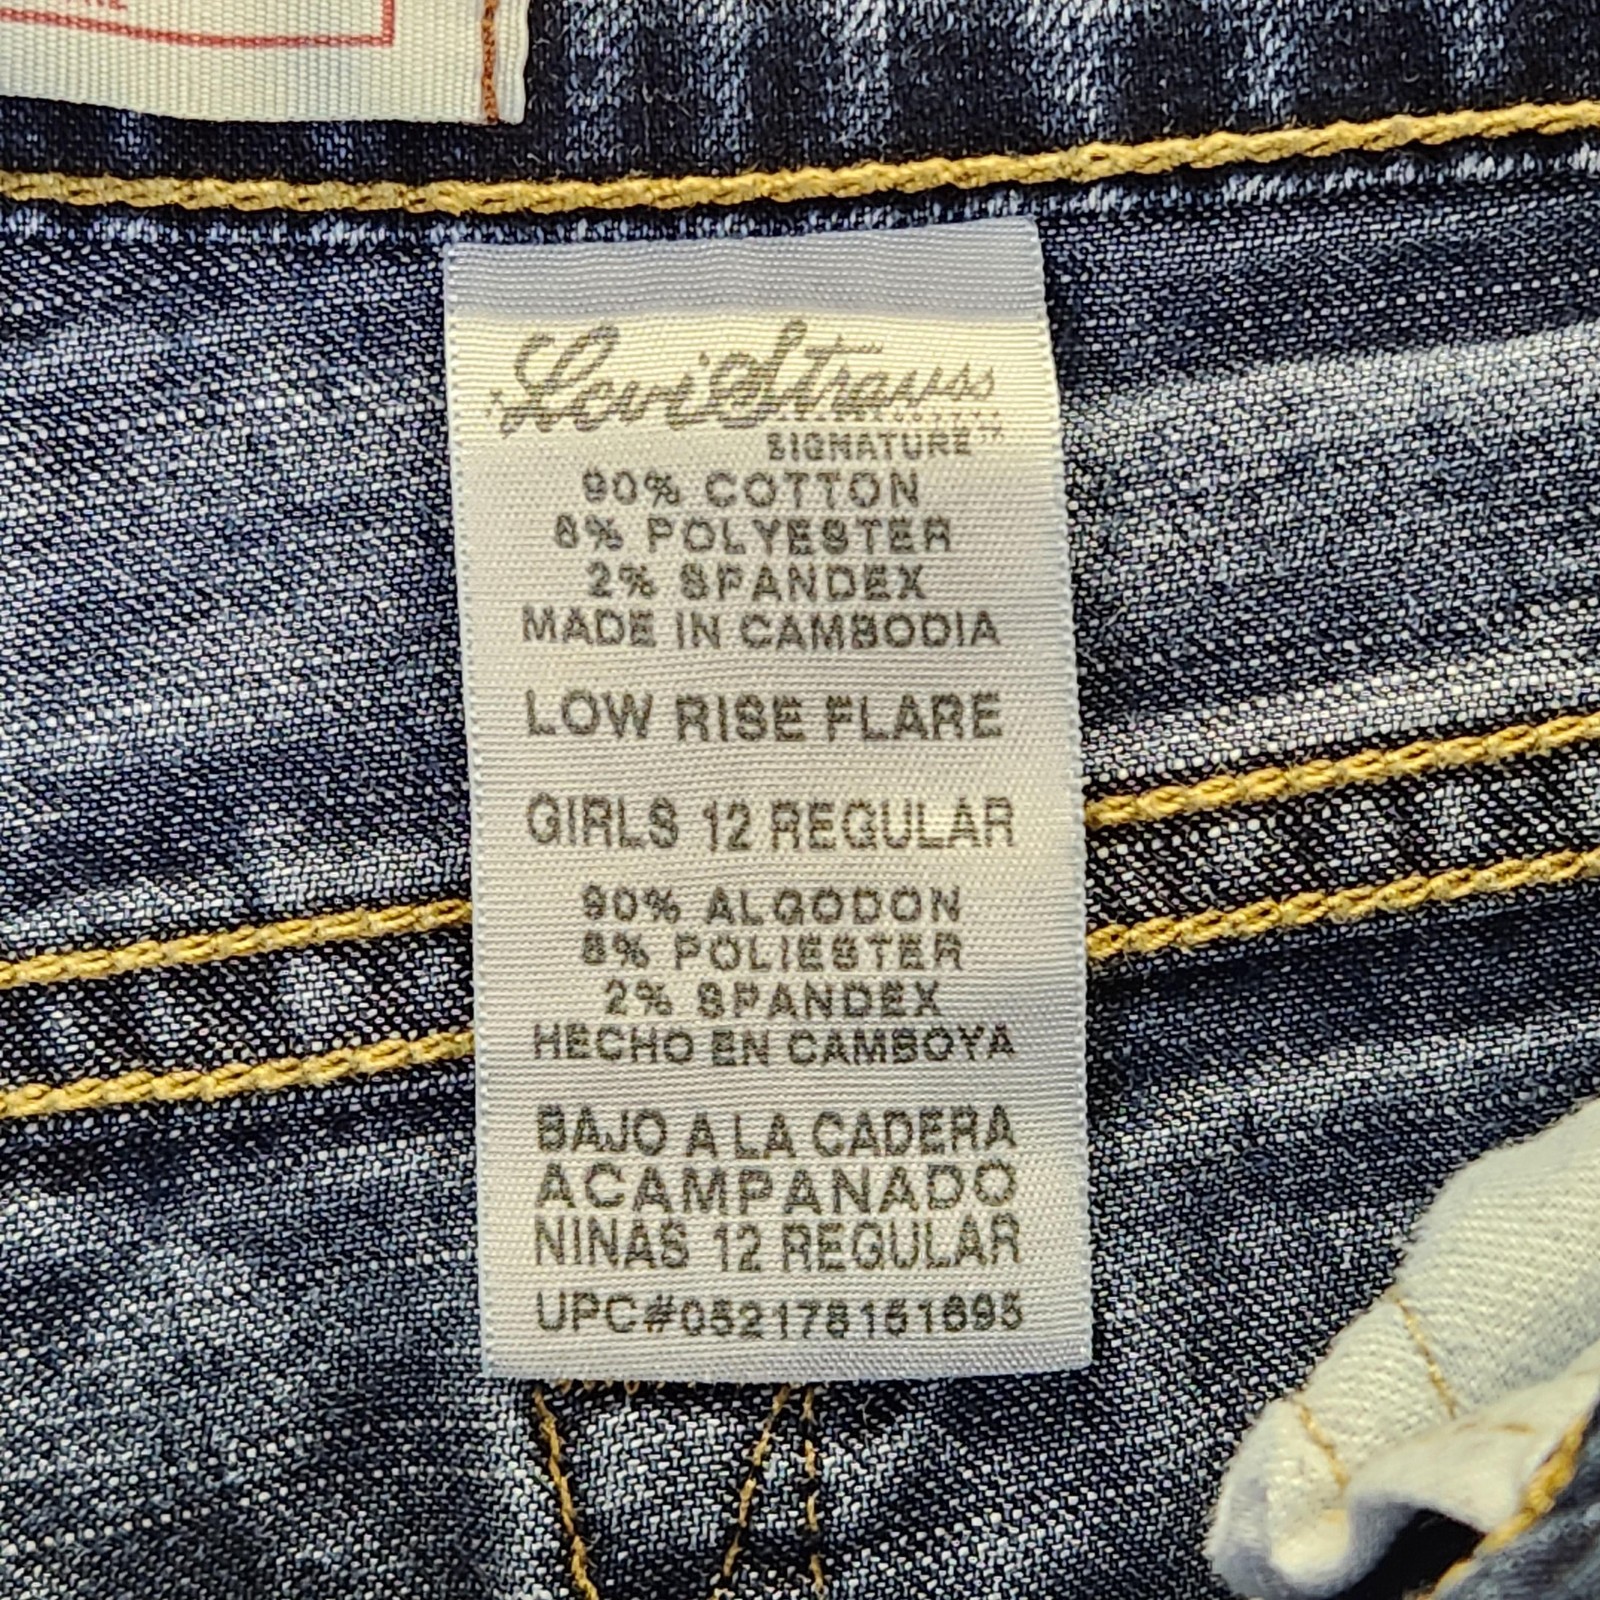 Levi Strauss
SIGNATURE™
90% COTTON
8% POLYESTER
2% SPANDEX
MADE IN CAMBODIA
LOW RISE FLARE
GIRLS 12 REGULAR
90% ALGODON
8% POLIESTER
2% SPANDEX
HECHO EN CAMBOYA
BAJO A LA CADERA
ACAMPANADO
NINAS 12 REGULAR
UPC#052178151695